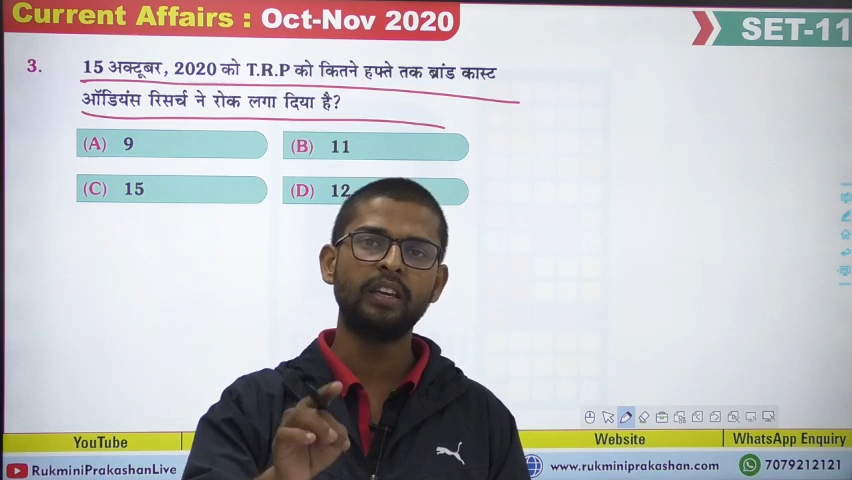 Current Affairs : Oct-Nov 2020
SET-11
3. 15 अक्टूबर, 2020 को T.R.P को कितने हफ्ते तक ब्रांड कास्ट
ऑडियंस रिसर्च ने रोक लगा दिया है?
(A) 9
(B) 11
(C) 15
(D) 12
YouTube
Website
WhatsApp Enquiry
RukminiPrakashanLive
www.rukminiprakashan.com
7079212121